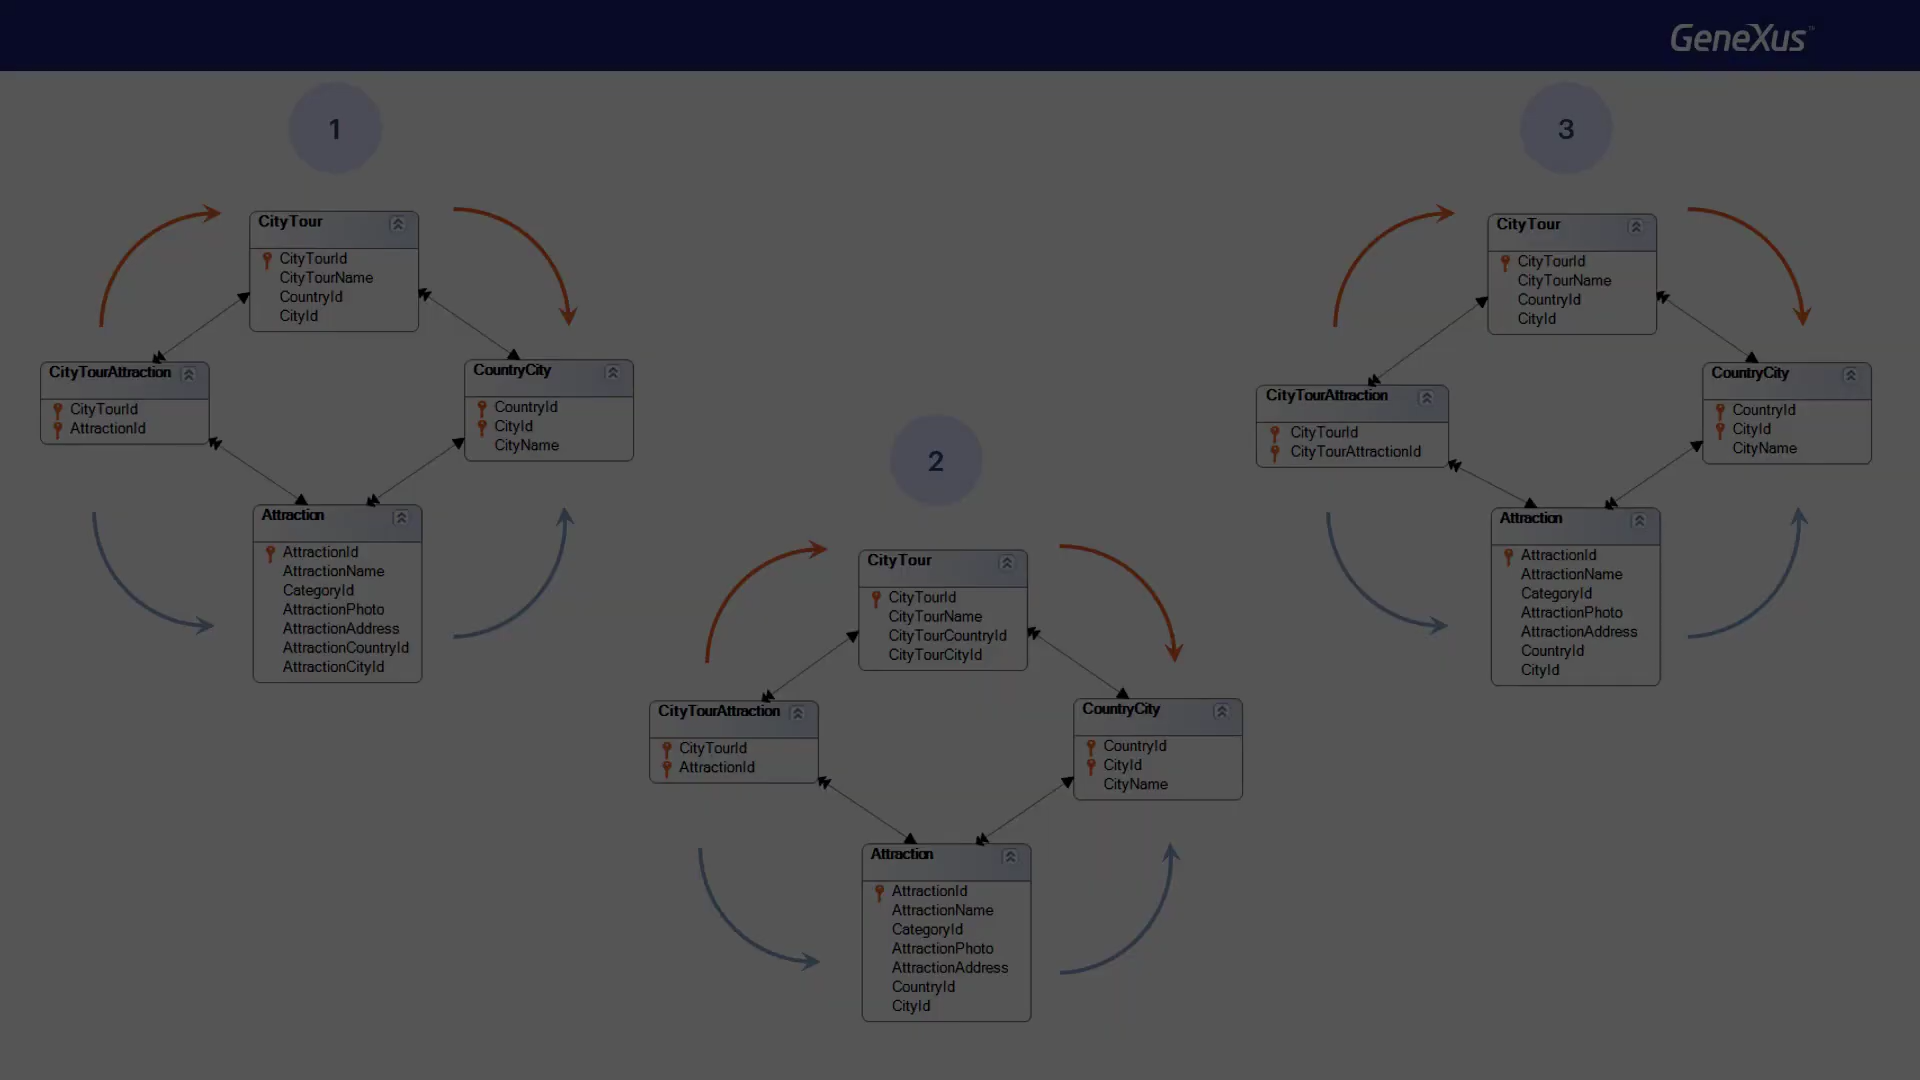 GeneXus™
1
CityTour
CityTourId
CityTourName
CountryId
CityId
CityTourAttraction
CityTourId
AttractionId
CountryCity
CountryId
CityId
CityName
Attraction
AttractionId
AttractionName
CategoryId
AttractionPhoto
AttractionAddress
AttractionCountryId
AttractionCityId
2
CityTour
CityTourId
CityTourName
CityTourCountryId
CityTourCityId
CityTourAttraction
CityTourId
AttractionId
CountryCity
CountryId
CityId
CityName
Attraction
AttractionId
AttractionName
CategoryId
AttractionPhoto
AttractionAddress
CountryId
CityId
3
CityTour
CityTourId
CityTourName
CountryId
CityId
CityTourAttraction
CityTourId
CityTourAttractionId
CountryCity
CountryId
CityId
CityName
Attraction
AttractionId
AttractionName
CategoryId
AttractionPhoto
AttractionAddress
CountryId
CityId